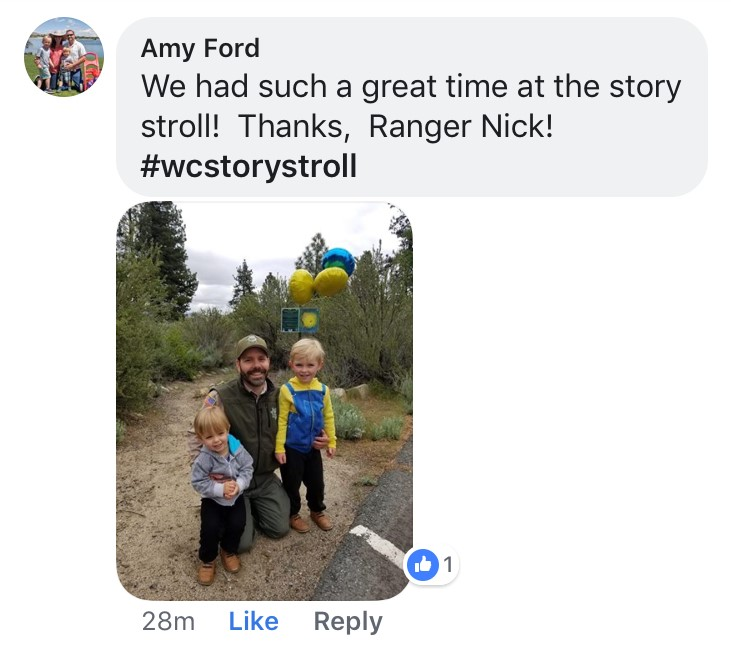 Amy Ford
We had such a great time at the story
stroll!  Thanks,  Ranger Nick!
#wcstorystroll
1
28m Like Reply